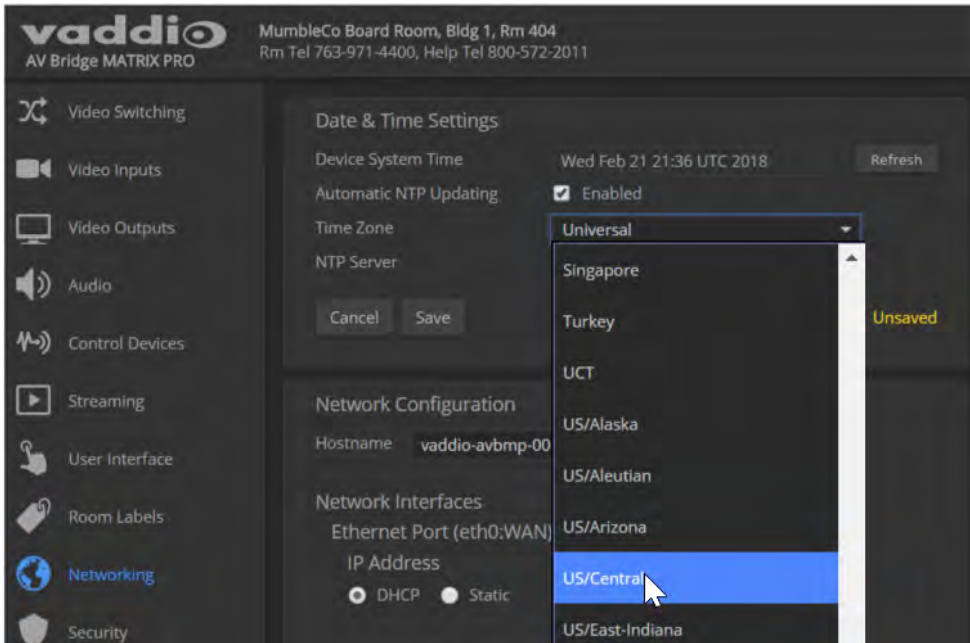 vaddio
AV Bridge MATRIX PRO
MumbleCo Board Room, Bldg 1, Rm 404
Rm Tel 763-971-4400, Help Tel 800-572-2011
Video Switching
Video Inputs
Video Outputs
Audio
Control Devices
Streaming
User Interface
Room Labels
Networking
Security
Date & Time Settings
Device System Time Wed Feb 21 21:36 UTC 2018 Refresh
Automatic NTP Updating Enabled
Time Zone Universal
NTP Server
Singapore
Turkey
UCT
US/Alaska
US/Aleutian
US/Arizona
US/Central
US/East-Indiana
Cancel Save Unsaved
Network Configuration
Hostname vaddio-avbmp-00
Network Interfaces
Ethernet Port (eth0:WAN)
IP Address
DHCP Static